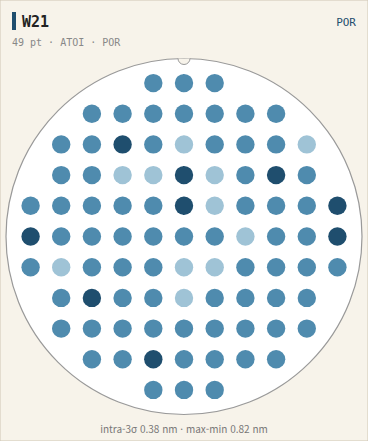 W21
POR
49 pt · ATOI · POR
intra-3σ 0.38 nm · max-min 0.82 nm